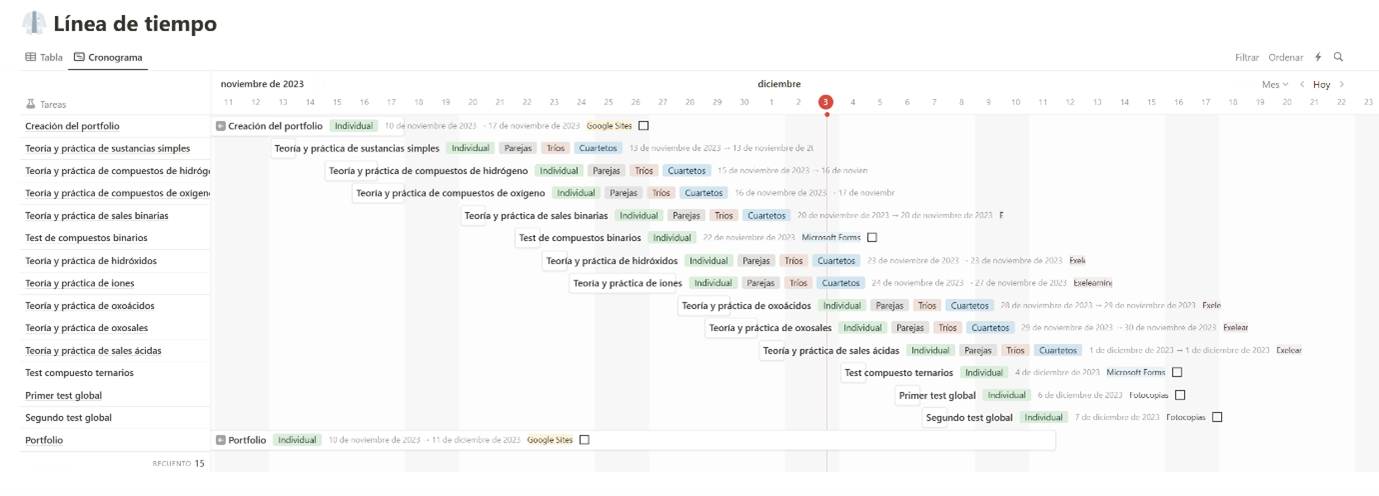 Línea de tiempo
Tabla Cronograma Filtrar Ordenar
noviembre de 2023 diciembre Mes Hoy
Tareas 11 12 13 14 15 16 17 18 19 20 21 22 23 24 25 26 27 28 29 30 1 2 3 4 5 6 7 8 9 10 11 12 13 14 15 16 17 18 19 20 21 22 23
Creación del portfolio Creación del portfolio Individual 10 de noviembre de 2023 → 17 de noviembre de 2023 Google Sites
Teoría y práctica de sustancias simples Teoría y práctica de sustancias simples Individual Parejas Tríos Cuartetos 13 de noviembre de 2023 → 13 de noviembre de 2
Teoría y práctica de compuestos de hidróg Teoría y práctica de compuestos de hidrógeno Individual Parejas Tríos Cuartetos 15 de noviembre de 2023 → 16 de novien
Teoría y práctica de compuestos de oxígen Teoría y práctica de compuestos de oxígeno Individual Parejas Tríos Cuartetos 16 de noviembre de 2023 → 17 de noviembr
Teoría y práctica de sales binarias Teoría y práctica de sales binarias Individual Parejas Tríos Cuartetos 20 de noviembre de 2023 → 20 de noviembre de 2023 E
Test de compuestos binarios Test de compuestos binarios Individual 22 de noviembre de 2023 Microsoft Forms
Teoría y práctica de hidróxidos Teoría y práctica de hidróxidos Individual Parejas Tríos Cuartetos 23 de noviembre de 2023 → 23 de noviembre de 2023 Exele
Teoría y práctica de iones Teoría y práctica de iones Individual Parejas Tríos Cuartetos 24 de noviembre de 2023 → 27 de noviembre de 2023 Exelearning
Teoría y práctica de oxoácidos Teoría y práctica de oxoácidos Individual Parejas Tríos Cuartetos 28 de noviembre de 2023 → 29 de noviembre de 2023 Exele
Teoría y práctica de oxosales Teoría y práctica de oxosales Individual Parejas Tríos Cuartetos 29 de noviembre de 2023 → 30 de noviembre de 2023 Exelear
Teoría y práctica de sales ácidas Teoría y práctica de sales ácidas Individual Parejas Tríos Cuartetos 1 de diciembre de 2023 → 1 de diciembre de 2023 Exelear
Test compuesto ternarios Test compuesto ternarios Individual 4 de diciembre de 2023 Microsoft Forms
Primer test global Primer test global Individual 6 de diciembre de 2023 Fotocopias
Segundo test global Segundo test global Individual 7 de diciembre de 2023 Fotocopias
Portfolio Portfolio Individual 10 de noviembre de 2023 → 11 de diciembre de 2023 Google Sites
RECUENTO 15